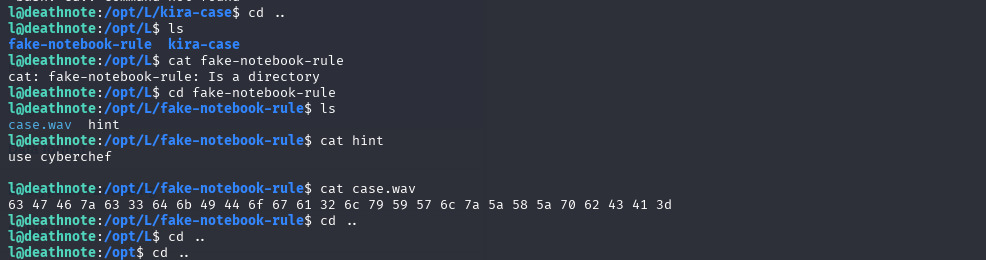 l@deathnote:/opt/L/kira-case$ cd ..
l@deathnote:/opt/L$ ls
fake-notebook-rule  kira-case
l@deathnote:/opt/L$ cat fake-notebook-rule
cat: fake-notebook-rule: Is a directory
l@deathnote:/opt/L$ cd fake-notebook-rule
l@deathnote:/opt/L/fake-notebook-rule$ ls
case.wav  hint
l@deathnote:/opt/L/fake-notebook-rule$ cat hint
use cyberchef
l@deathnote:/opt/L/fake-notebook-rule$ cat case.wav
63 47 46 7a 63 33 64 6b 49 44 6f 67 61 32 6c 79 59 57 6c 7a 5a 58 5a 70 62 43 41 3d
l@deathnote:/opt/L/fake-notebook-rule$ cd ..
l@deathnote:/opt/L$ cd ..
l@deathnote:/opt$ cd ..